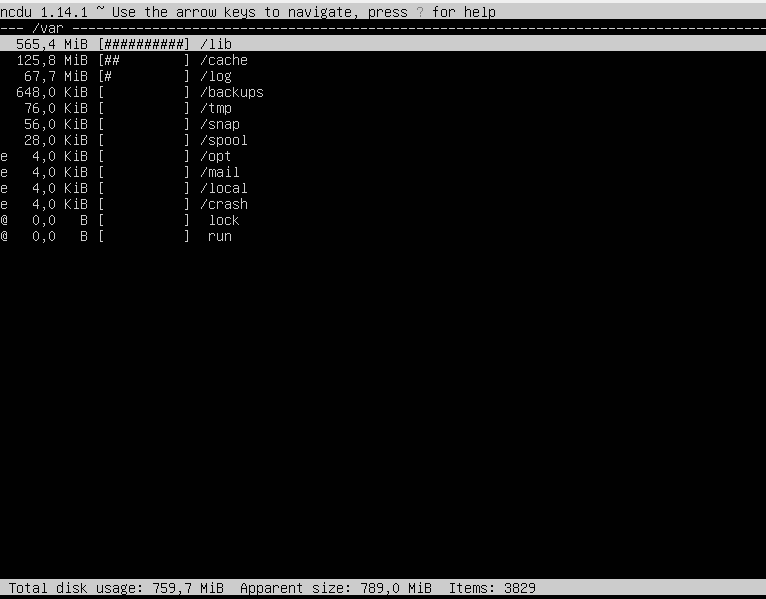 ncdu 1.14.1 ~ Use the arrow keys to navigate, press ? for help
--- /var ---------------------------------------------------------------------------------------
  565,4 MiB [##########] /lib
  125,8 MiB [##        ] /cache
   67,7 MiB [#         ] /log
  648,0 KiB [          ] /backups
   76,0 KiB [          ] /tmp
   56,0 KiB [          ] /snap
   28,0 KiB [          ] /spool
e   4,0 KiB [          ] /opt
e   4,0 KiB [          ] /mail
e   4,0 KiB [          ] /local
e   4,0 KiB [          ] /crash
@   0,0   B [          ]  lock
@   0,0   B [          ]  run
Total disk usage: 759,7 MiB  Apparent size: 789,0 MiB  Items: 3829